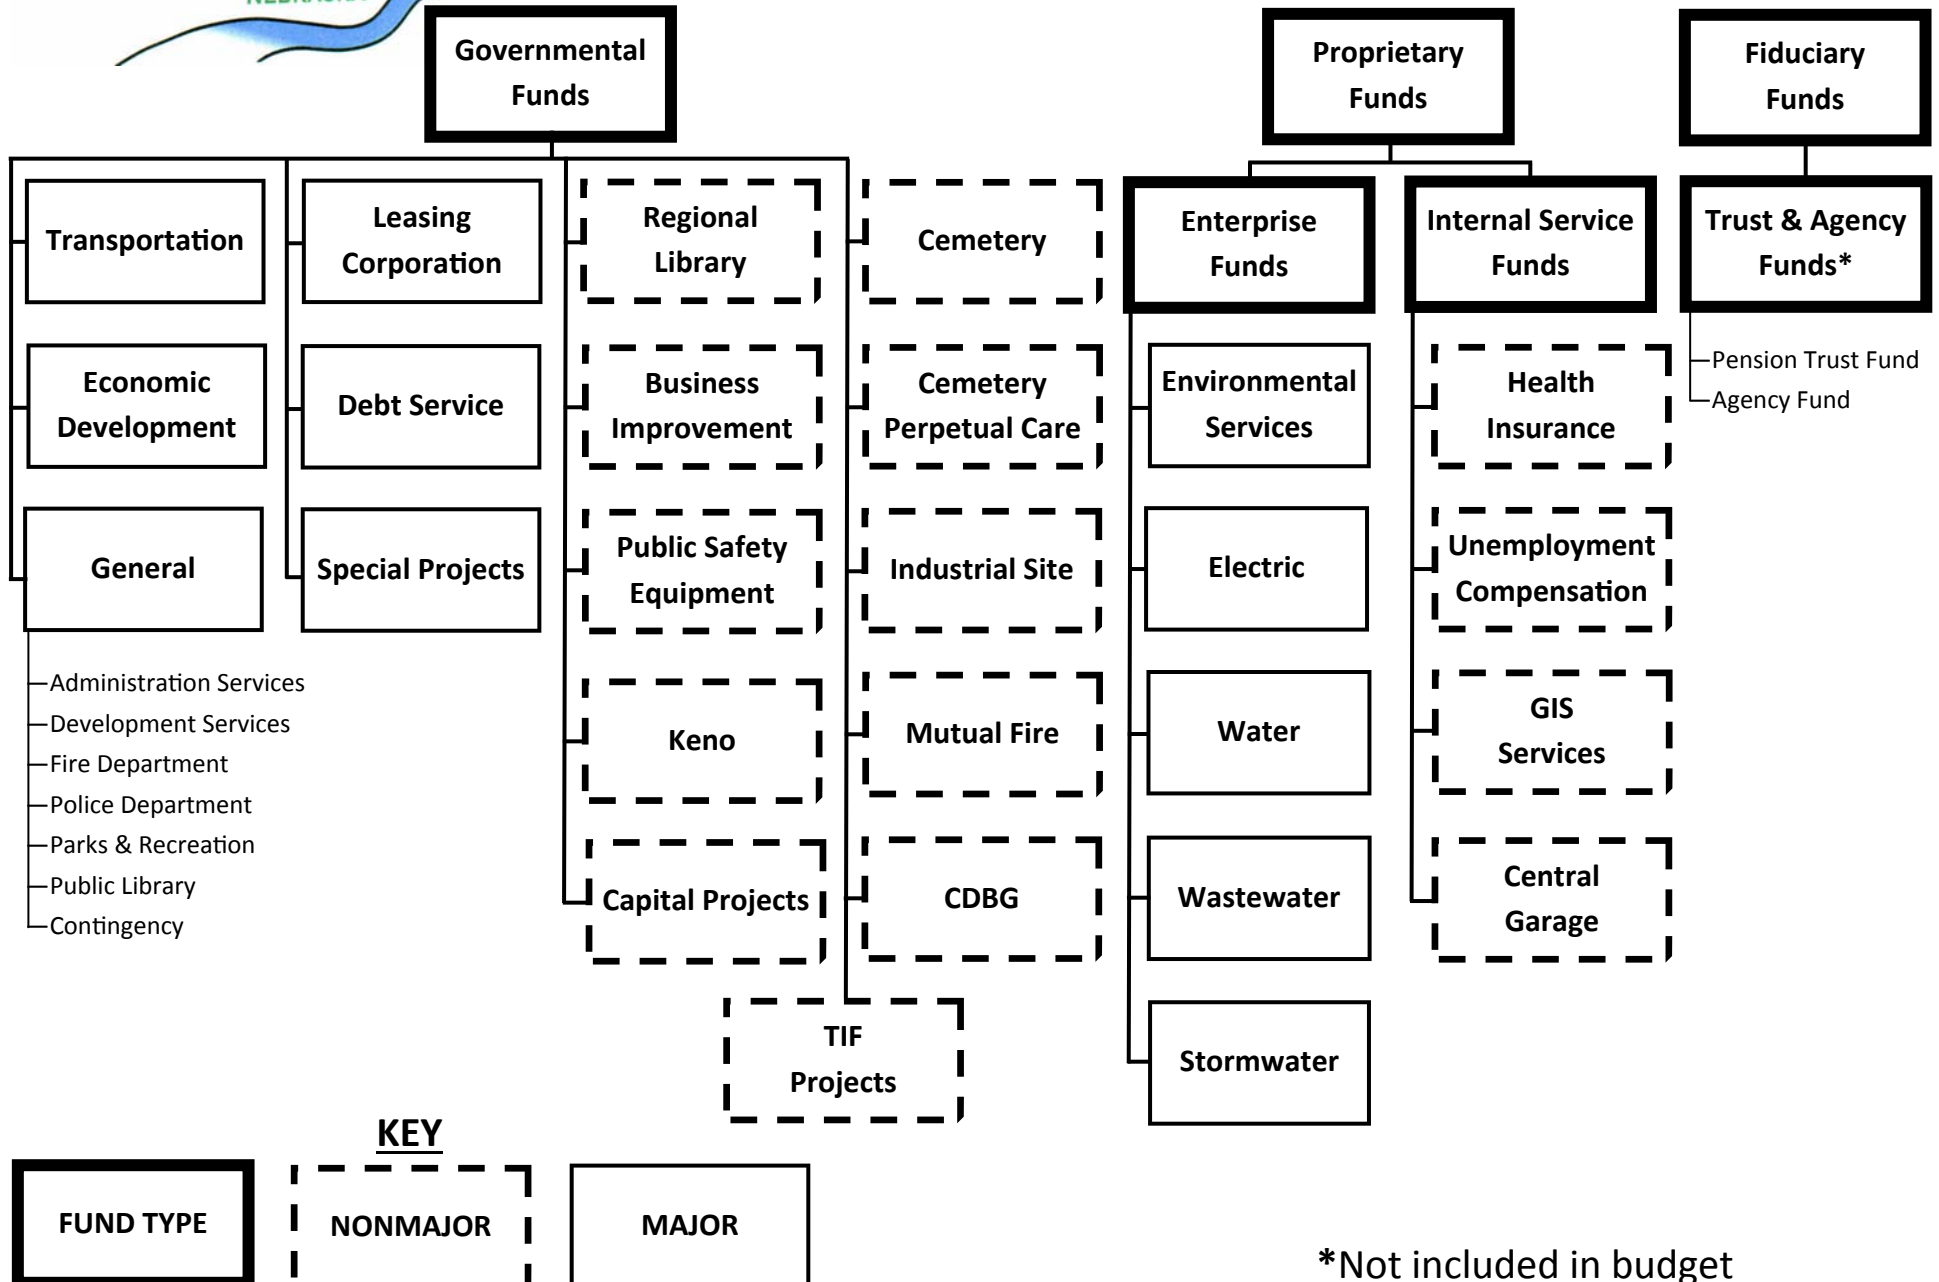 NEBRASKA
Governmental
Funds
Proprietary
Funds
Fiduciary
Funds
Transportation
Economic
Development
General
Administration Services
Development Services
Fire Department
Police Department
Parks & Recreation
Public Library
Contingency
Leasing
Corporation
Debt Service
Special Projects
Regional
Library
Business
Improvement
Public Safety
Equipment
Keno
Capital Projects
Cemetery
Cemetery
Perpetual Care
Industrial Site
Mutual Fire
CDBG
TIF
Projects
Enterprise
Funds
Environmental
Services
Electric
Water
Wastewater
Stormwater
Internal Service
Funds
Health
Insurance
Unemployment
Compensation
GIS
Services
Central
Garage
Trust & Agency
Funds*
Pension Trust Fund
Agency Fund
KEY
FUND TYPE
NONMAJOR
MAJOR
*Not included in budget